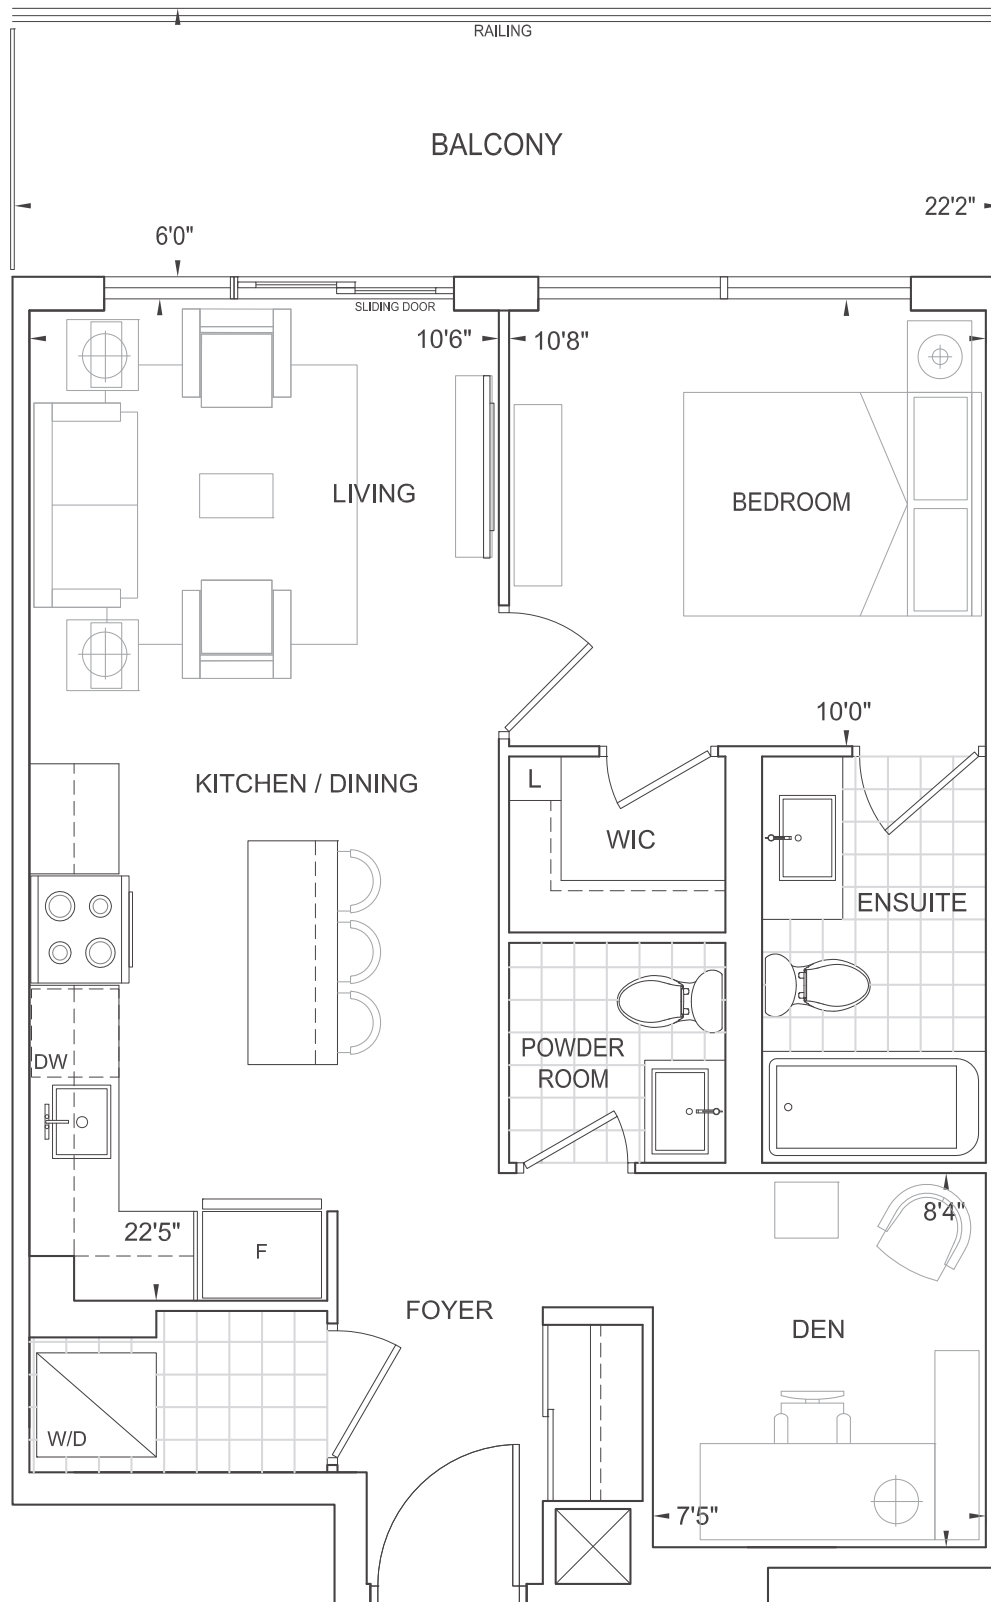 RAILING
BALCONY
22'2"
6'0"
SLIDING DOOR
10'6"
10'8"
LIVING
BEDROOM
10'0"
KITCHEN / DINING
L
WIC
ENSUITE
DW
POWDER
ROOM
22'5"
F
8'4"
FOYER
DEN
W/D
7'5"